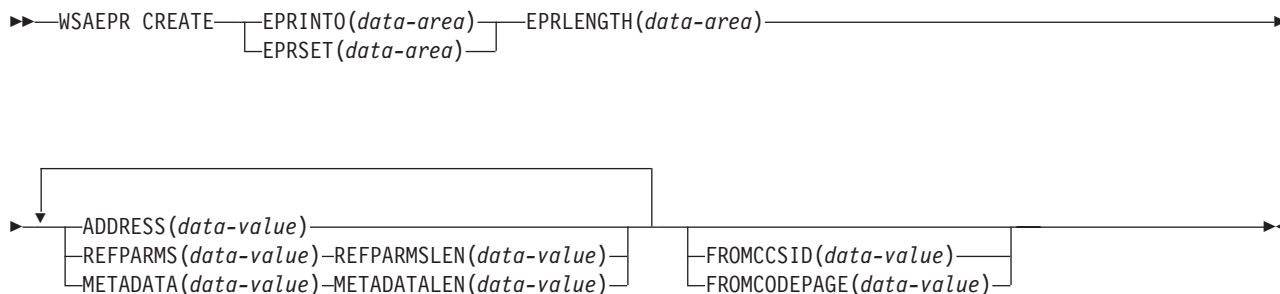 WSAEPR CREATE EPRINTO(data-area) EPRLENGTH(data-area)
EPRSET(data-area)
ADDRESS(data-value)
REFPARMS(data-value) REFPARMSLEN(data-value) FROMCCSID(data-value)
METADATA(data-value) METADATALEN(data-value) FROMCODEPAGE(data-value)